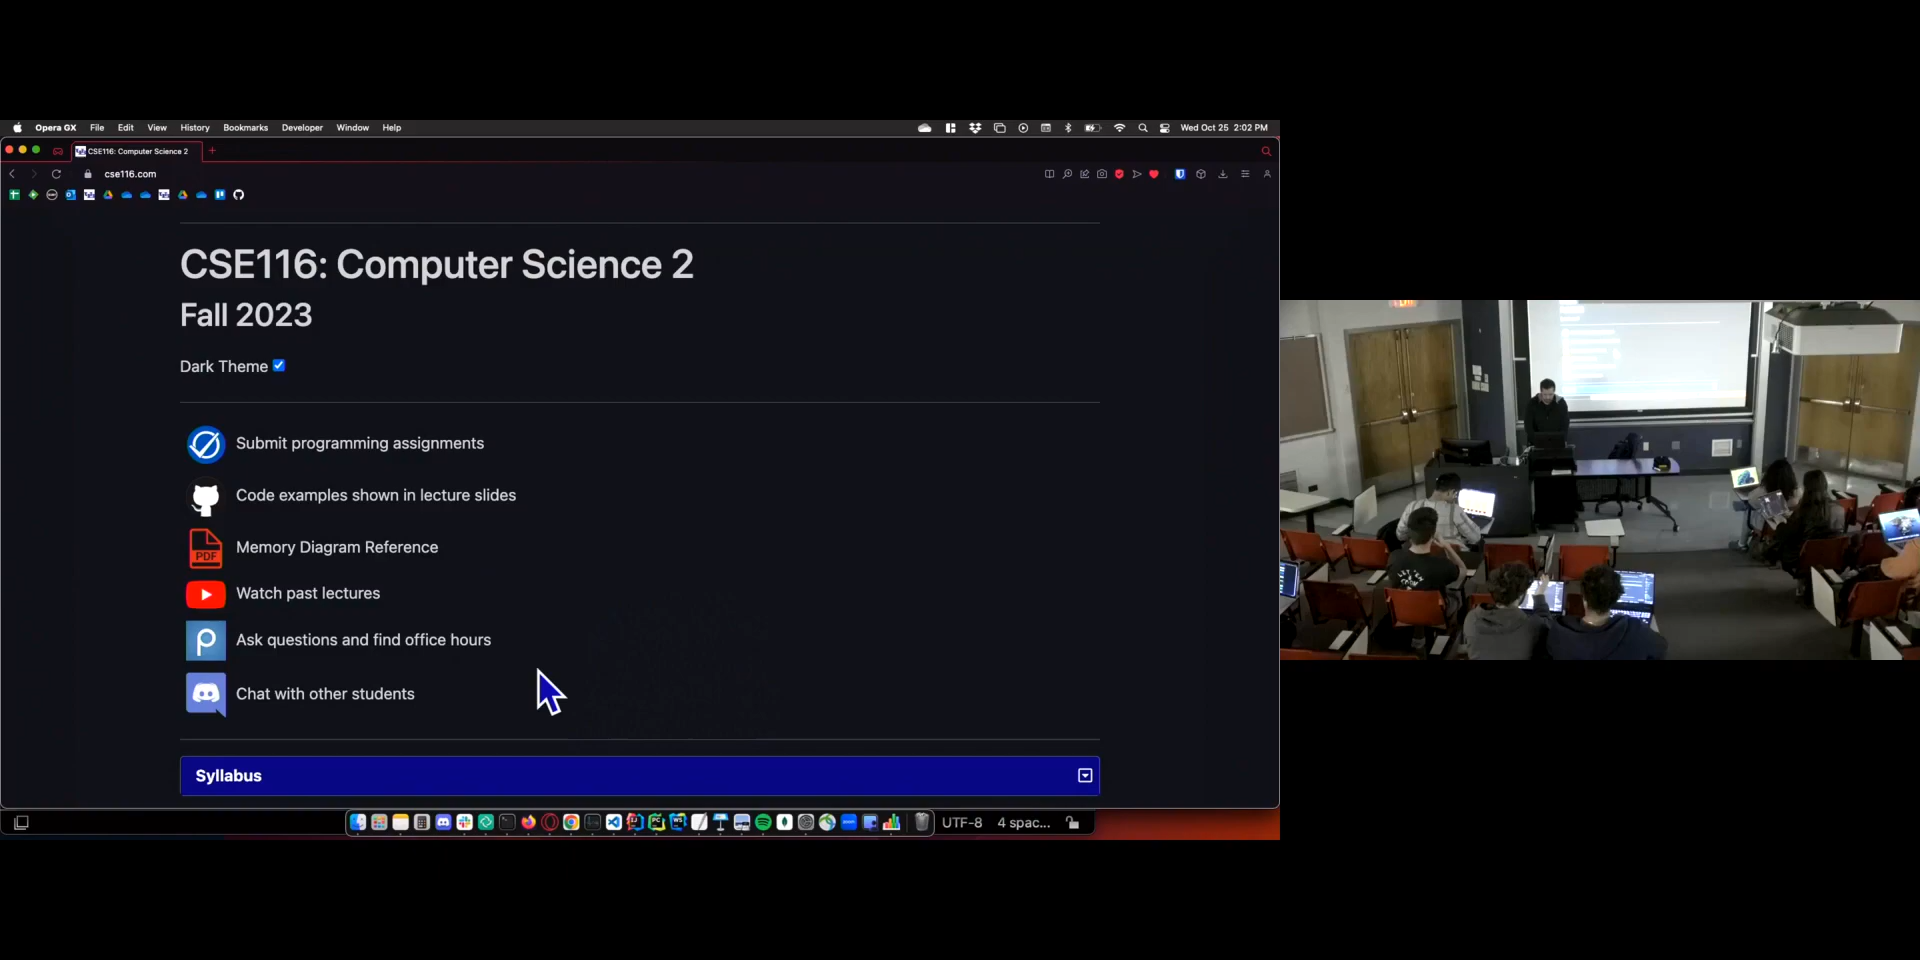 Opera GX File Edit View History Bookmarks Developer Window Help Wed Oct 25 2:02 PM
CSE116: Computer Science 2
cse116.com
CSE116: Computer Science 2
Fall 2023
Dark Theme
Submit programming assignments
Code examples shown in lecture slides
PDF
Memory Diagram Reference
Watch past lectures
Ask questions and find office hours
Chat with other students
Syllabus
UTF-8 4 spac...